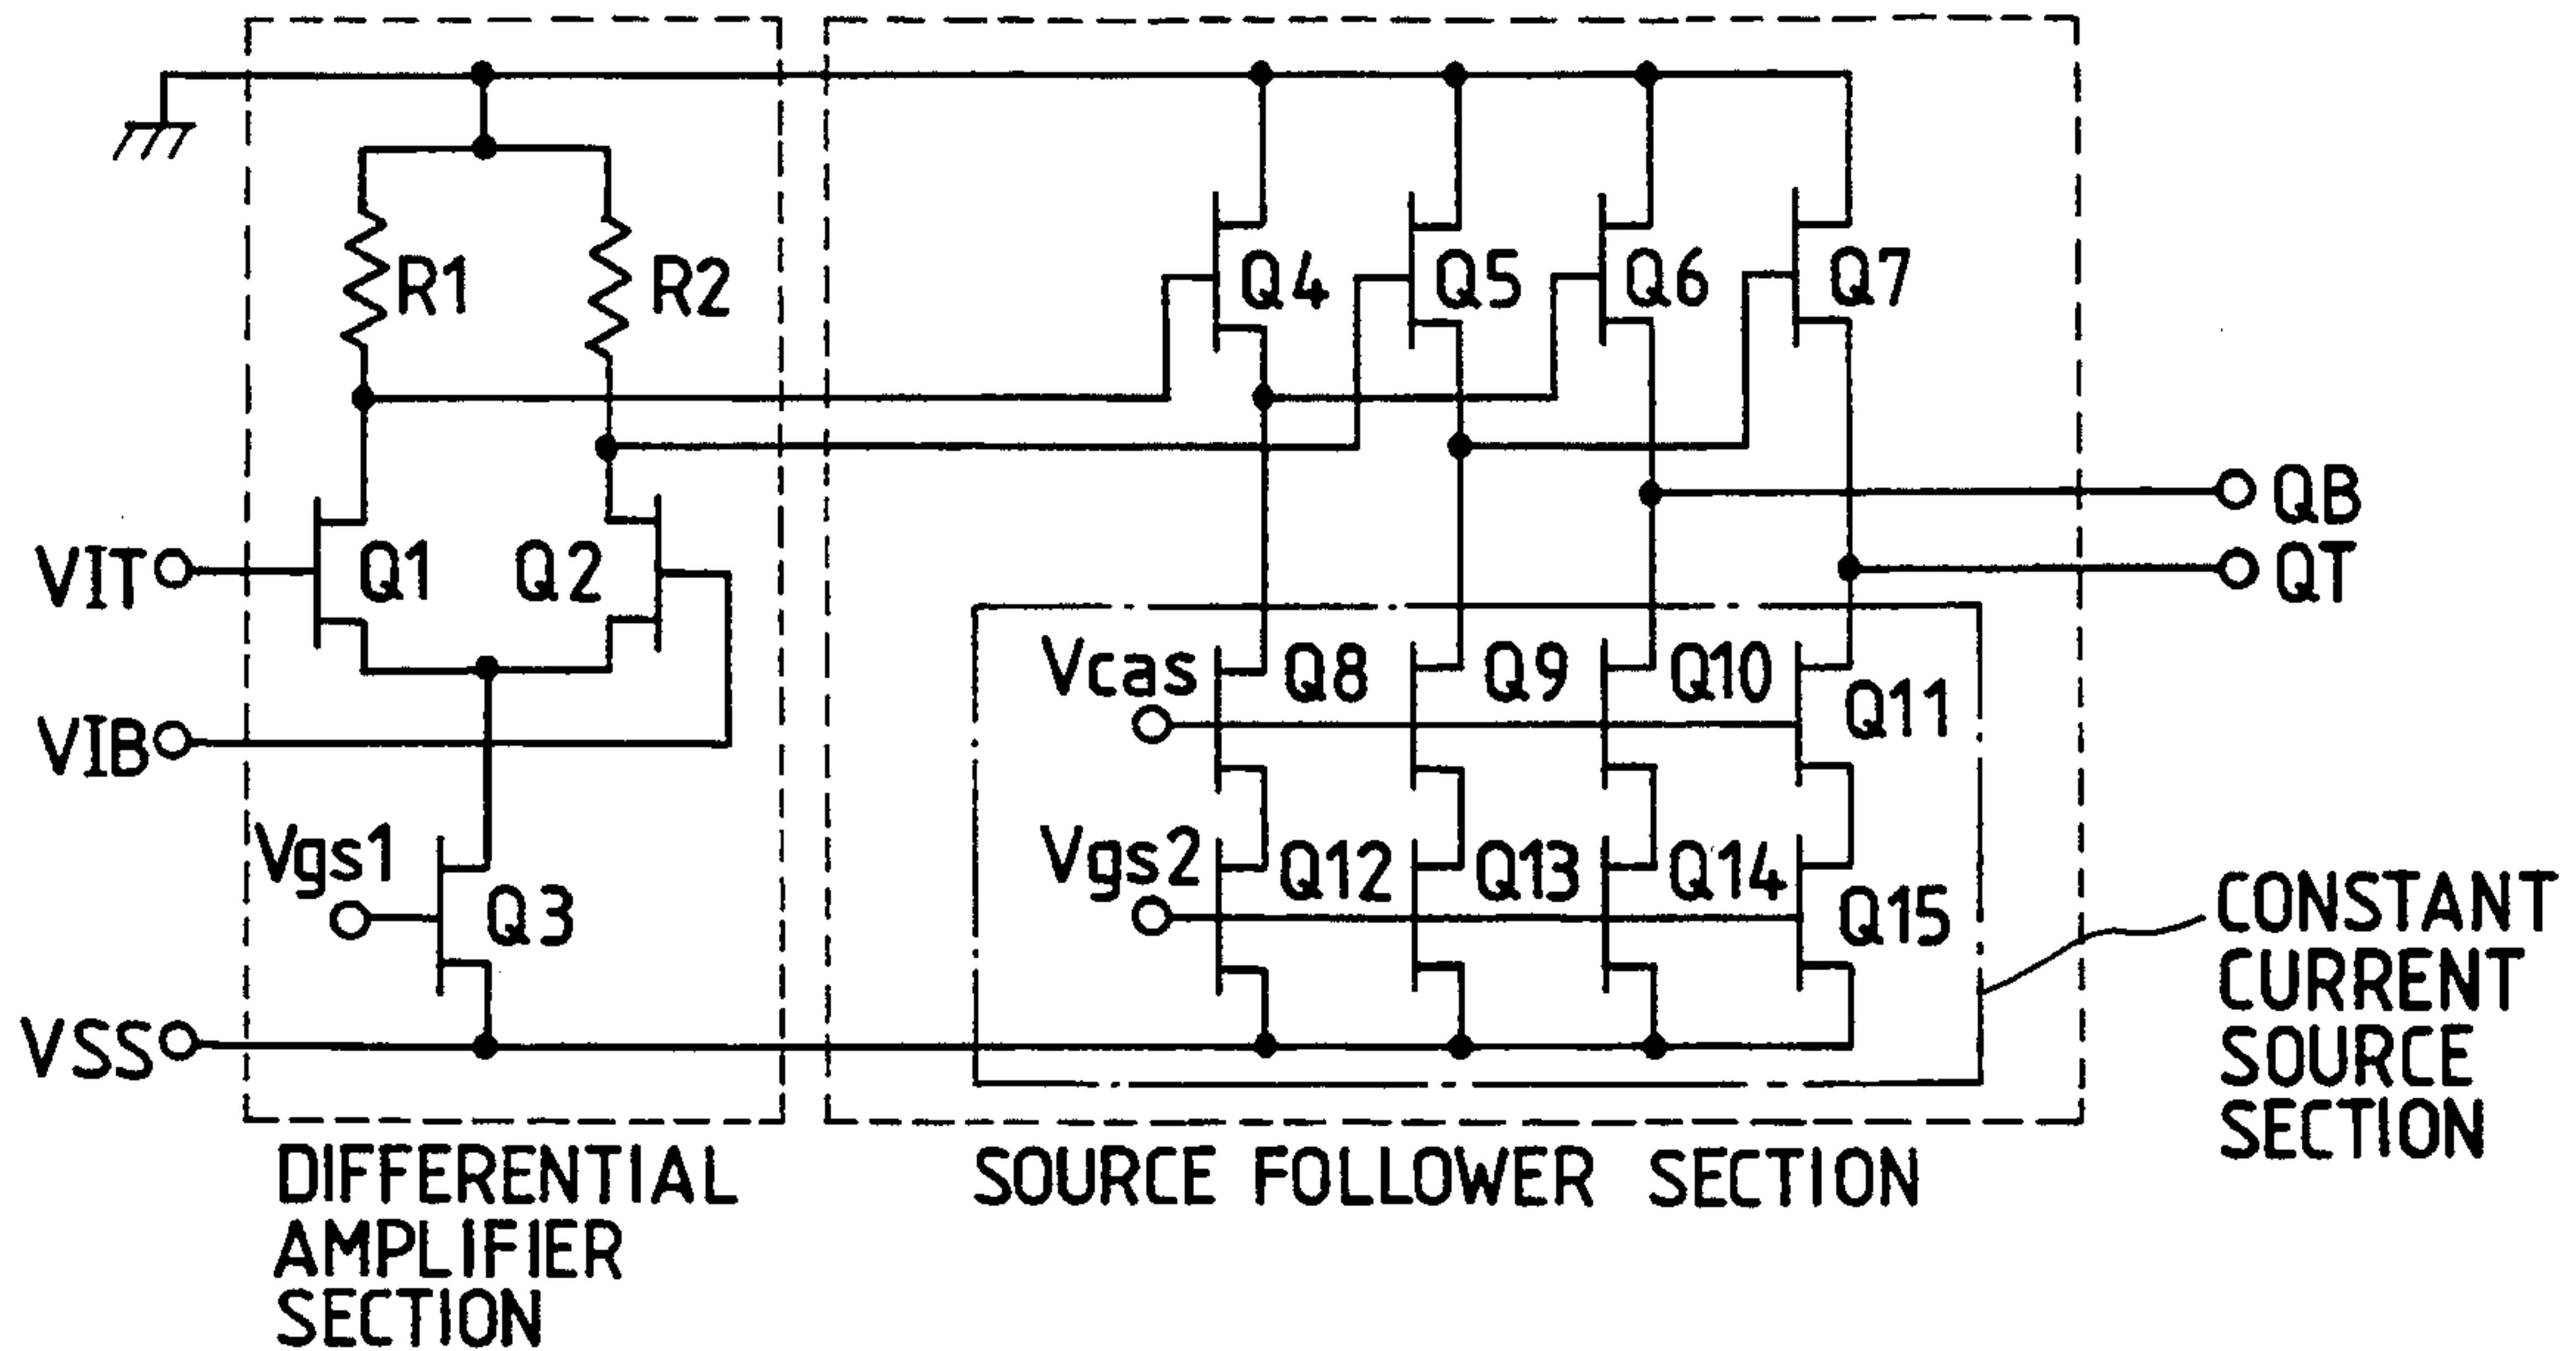 R1
R2
Q4
Q5
Q6
Q7
QB
QT
VIT
Q1
Q2
Vcas
Q8
Q9
Q10
Q11
VIB
Vgs1
Q3
Vgs2
Q12
Q13
Q14
Q15
VSS
CONSTANT
CURRENT
SOURCE
SECTION
DIFFERENTIAL
AMPLIFIER
SECTION
SOURCE FOLLOWER SECTION